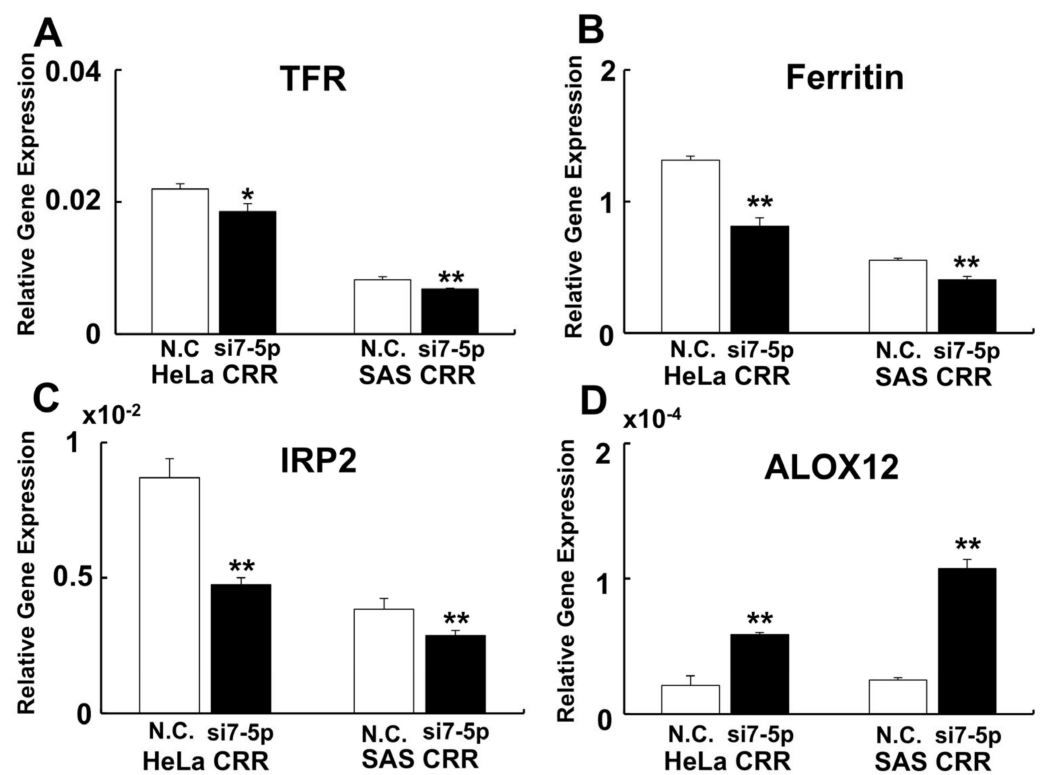 A
TFR
Relative Gene Expression
0.04
0.02
0
* **
N.C si7-5p N.C. si7-5p
HeLa CRR SAS CRR
B
Ferritin
Relative Gene Expression
2
1
0
** **
N.C. si7-5p N.C. si7-5p
HeLa CRR SAS CRR
C
x10-2
IRP2
Relative Gene Expression
1
0.5
0
** **
N.C. si7-5p N.C. si7-5p
HeLa CRR SAS CRR
D
x10-4
ALOX12
Relative Gene Expression
2
1
0
** **
N.C. si7-5p N.C. si7-5p
HeLa CRR SAS CRR